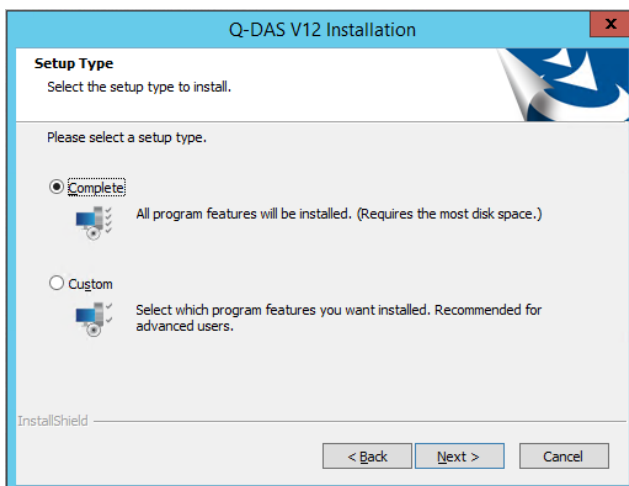 Q-DAS V12 Installation
x
Setup Type
Select the setup type to install.
Please select a setup type.
Complete
All program features will be installed. (Requires the most disk space.)
Custom
Select which program features you want installed. Recommended for
advanced users.
InstallShield
< Back Next > Cancel